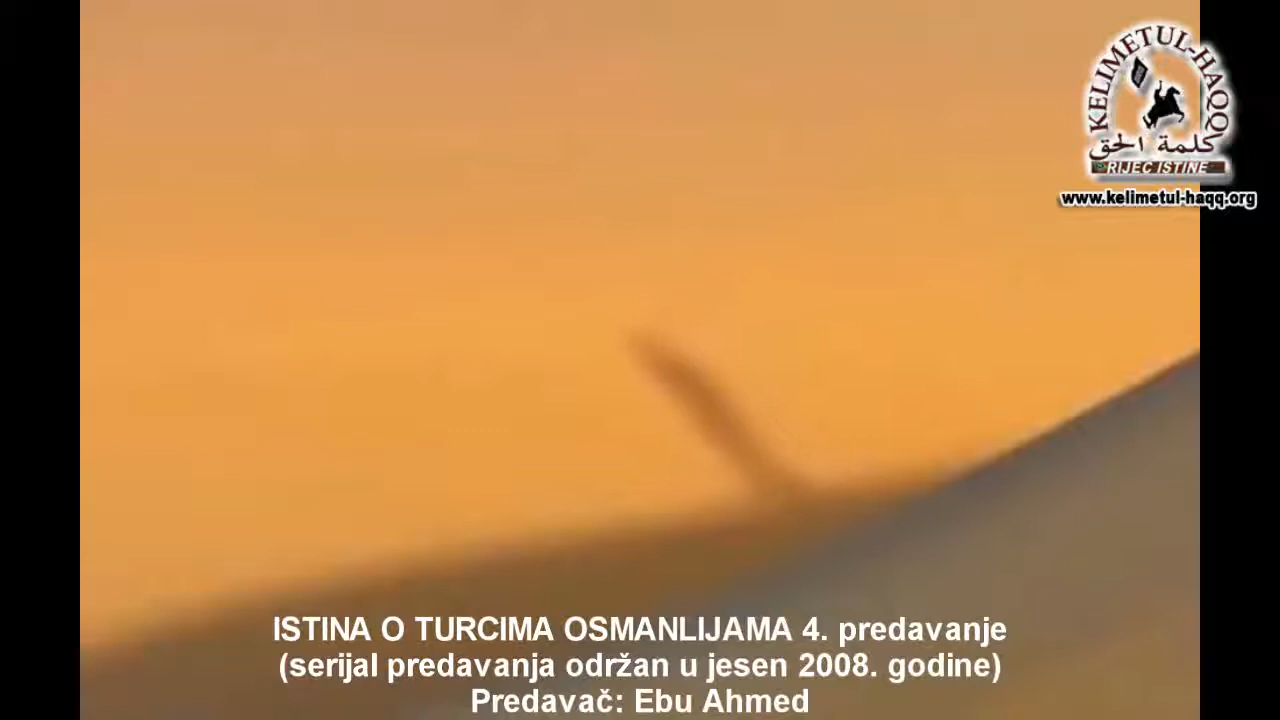 KELIMETUL-HAQQ
كلمة الحق
RIJEC ISTINE
www.kelimetul-haqq.org
ISTINA O TURCIMA OSMANLIJAMA 4. predavanje
(serijal predavanja održan u jesen 2008. godine)
Predavač: Ebu Ahmed